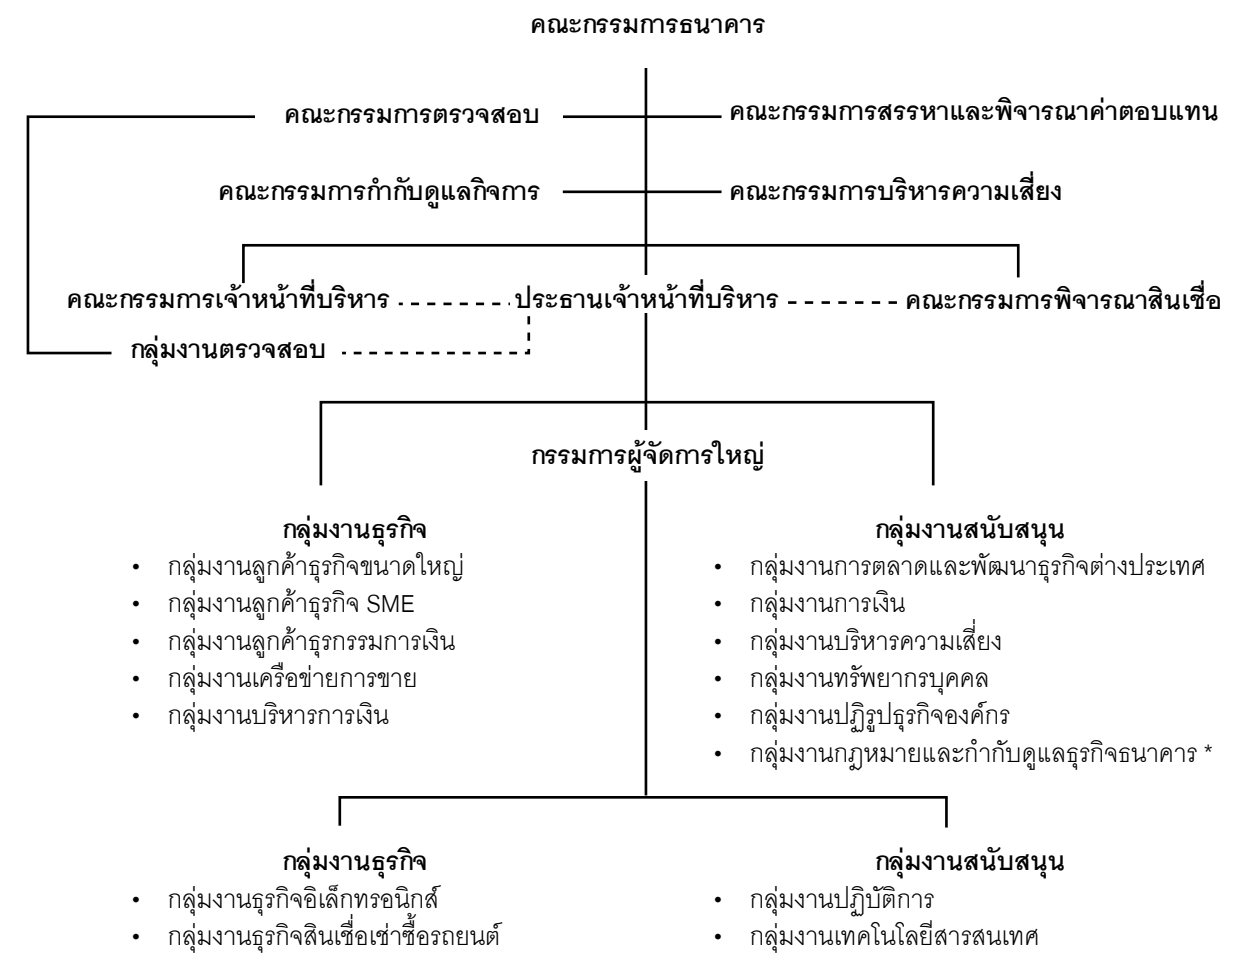 คณะกรรมการธนาคาร
คณะกรรมการตรวจสอบ
คณะกรรมการสรรหาและพิจารณาค่าตอบแทน
คณะกรรมการกำกับดูแลกิจการ
คณะกรรมการบริหารความเสี่ยง
คณะกรรมการเจ้าหน้าที่บริหาร
ประธานเจ้าหน้าที่บริหาร
คณะกรรมการพิจารณาสินเชื่อ
กลุ่มงานตรวจสอบ
กรรมการผู้จัดการใหญ่
กลุ่มงานธุรกิจ
• กลุ่มงานลูกค้าธุรกิจขนาดใหญ่
• กลุ่มงานลูกค้าธุรกิจ SME
• กลุ่มงานลูกค้าธุรกรรมการเงิน
• กลุ่มงานเครือข่ายการขาย
• กลุ่มงานบริหารการเงิน
กลุ่มงานสนับสนุน
• กลุ่มงานการตลาดและพัฒนาธุรกิจต่างประเทศ
• กลุ่มงานการเงิน
• กลุ่มงานบริหารความเสี่ยง
• กลุ่มงานทรัพยากรบุคคล
• กลุ่มงานปฏิรูปธุรกิจองค์กร
• กลุ่มงานกฎหมายและกำกับดูแลธุรกิจธนาคาร *
กลุ่มงานธุรกิจ
• กลุ่มงานธุรกิจอิเล็กทรอนิกส์
• กลุ่มงานธุรกิจสินเชื่อเช่าซื้อรถยนต์
กลุ่มงานสนับสนุน
• กลุ่มงานปฏิบัติการ
• กลุ่มงานเทคโนโลยีสารสนเทศ